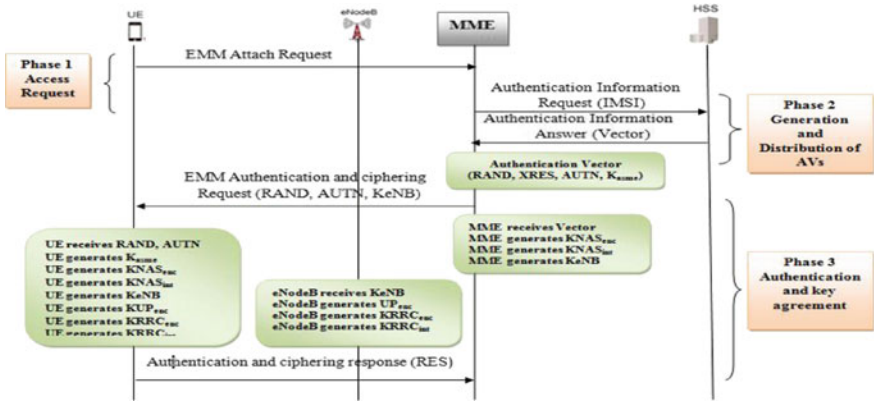 UE
eNodeB
MME
HSS
EMM Attach Request
Phase 1
Access
Request
Authentication Information
Request (IMSI)
Authentication Information
Answer (Vector)
Phase 2
Generation
and
Distribution of
AVs
Authentication Vector
(RAND, XRES, AUTN, Kasme)
EMM Authentication and ciphering
Request (RAND, AUTN, KeNB)
MME receives Vector
MME generates KNASenc
MME generates KNASint
MME generates KeNB
UE receives RAND, AUTN
UE generates Kasme
UE generates KNASenc
UE generates KNASint
UE generates KeNB
UE generates KUPenc
UE generates KRRCenc
UE generates KRRCint
eNodeB receives KeNB
eNodeB generates UPenc
eNodeB generates KRRCenc
eNodeB generates KRRCint
Phase 3
Authentication
and key
agreement
Authentication and ciphering response (RES)